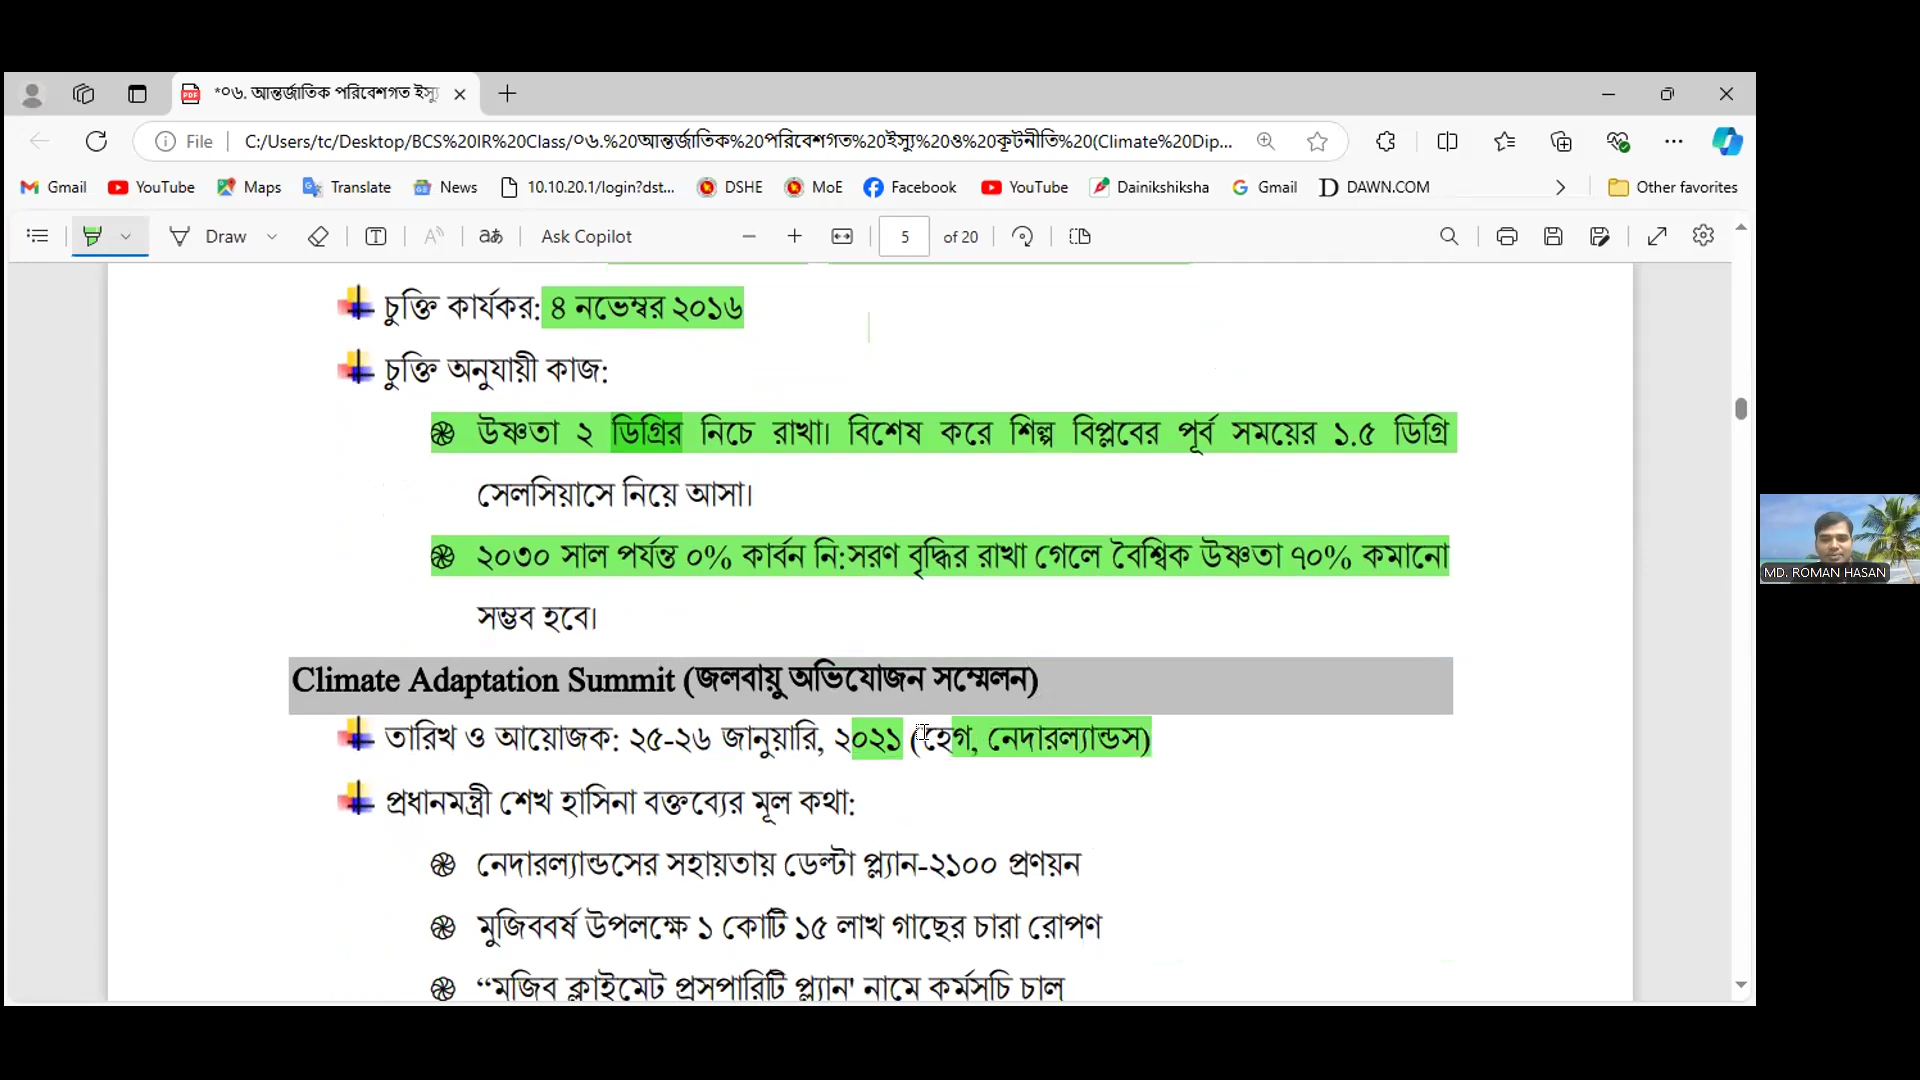 *০৬. আন্তর্জাতিক পরিবেশগত ইস্যু
File C:/Users/tc/Desktop/BCS%20IR%20Class/০৬.%20আন্তর্জাতিক%20পরিবেশগত%20ইস্যু%20ও%20কূটনীতি%20(Climate%20Dip...
Gmail YouTube Maps Translate News 10.10.20.1/login?dst... DSHE MoE Facebook YouTube Dainikshiksha Gmail DAWN.COM Other favorites
Draw Ask Copilot 5 of 20
চুক্তি কার্যকর: ৪ নভেম্বর ২০১৬
চুক্তি অনুযায়ী কাজ:
উষ্ণতা ২ ডিগ্রির নিচে রাখা। বিশেষ করে শিল্প বিপ্লবের পূর্ব সময়ের ১.৫ ডিগ্রি
সেলসিয়াসে নিয়ে আসা।
২০৩০ সাল পর্যন্ত ০% কার্বন নি:সরণ বৃদ্ধির রাখা গেলে বৈশ্বিক উষ্ণতা ৭০% কমানো
সম্ভব হবে।
Climate Adaptation Summit (জলবায়ু অভিযোজন সম্মেলন)
তারিখ ও আয়োজক: ২৫-২৬ জানুয়ারি, ২০২১ (হেগ, নেদারল্যান্ডস)
প্রধানমন্ত্রী শেখ হাসিনা বক্তব্যের মূল কথা:
নেদারল্যান্ডসের সহায়তায় ডেল্টা প্ল্যান-২১০০ প্রণয়ন
মুজিববর্ষ উপলক্ষে ১ কোটি ১৫ লাখ গাছের চারা রোপণ
“মুজিব ক্লাইমেট প্রসপারিটি প্ল্যান' নামে কর্মসূচি চালু
MD. ROMAN HASAN